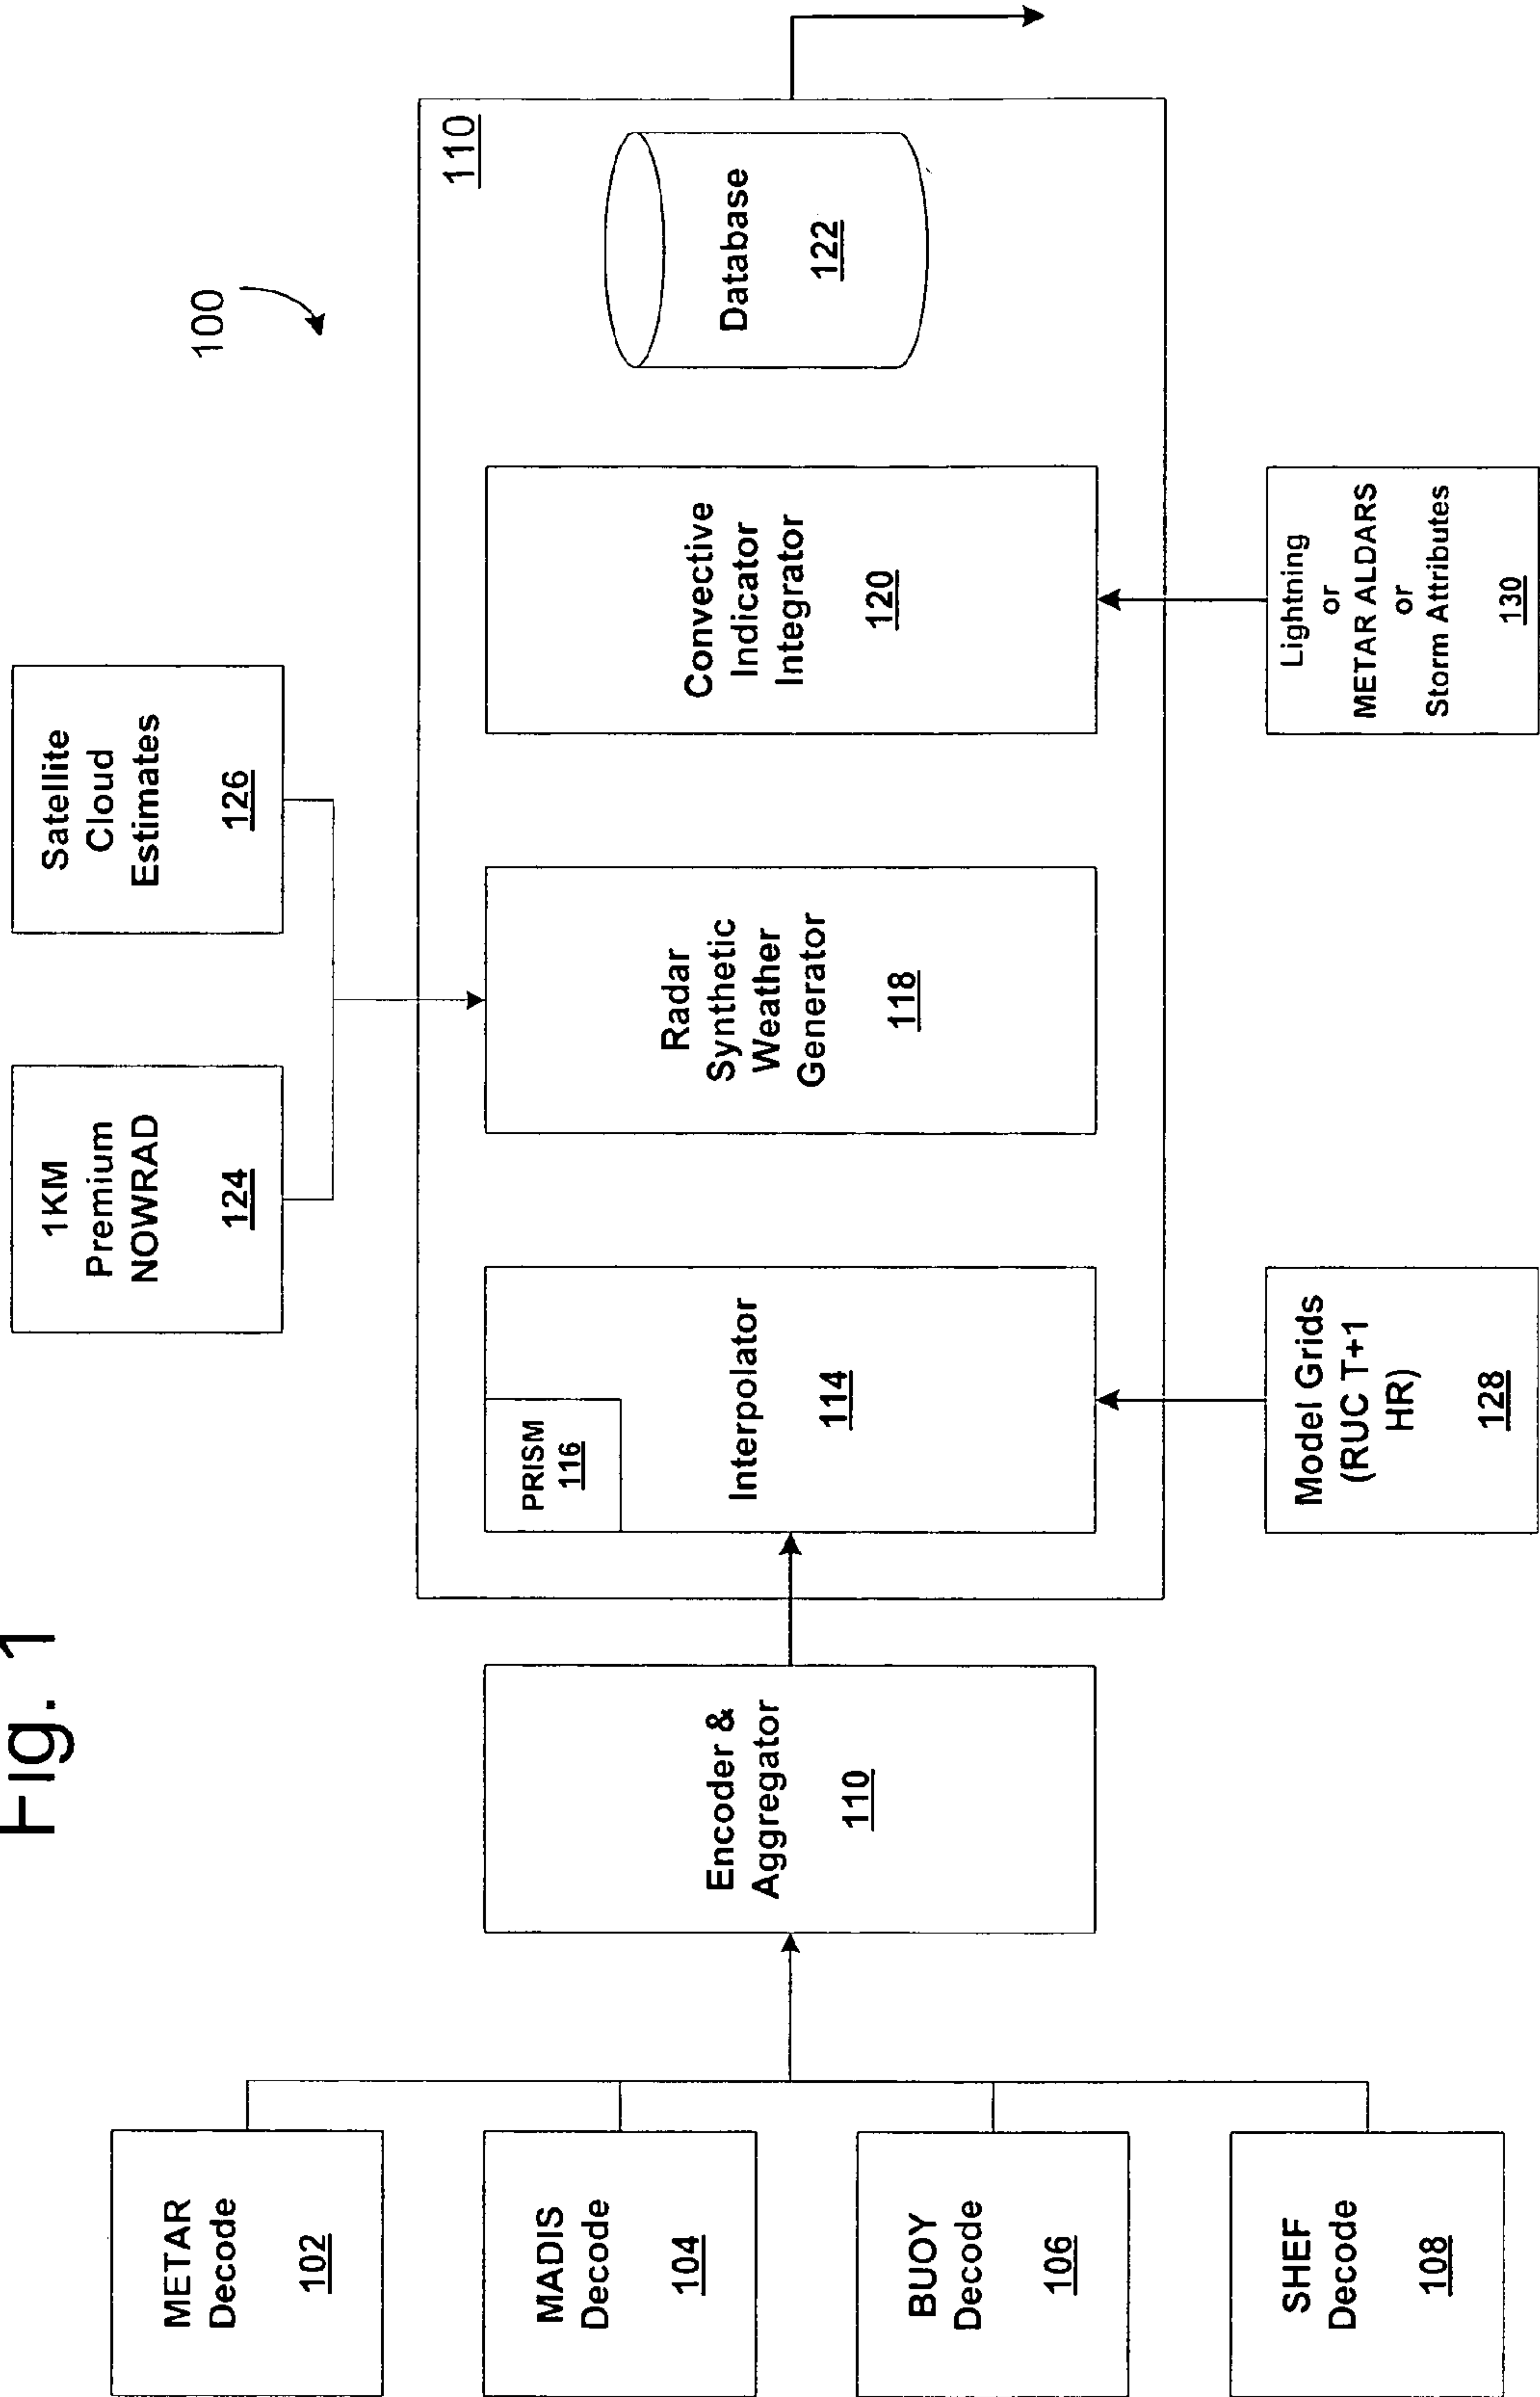 Fig. 1
100
METAR
Decode
102
MADIS
Decode
104
BUOY
Decode
106
SHEF
Decode
108
Encoder &
Aggregator
110
110
PRISM
116
Interpolator
114
Radar
Synthetic
Weather
Generator
118
Convective
Indicator
Integrator
120
Database
122
1KM
Premium
NOWRAD
124
Satellite
Cloud
Estimates
126
Model Grids
(RUC T+1
HR)
128
Lightning
or
METAR ALDARS
or
Storm Attributes
130